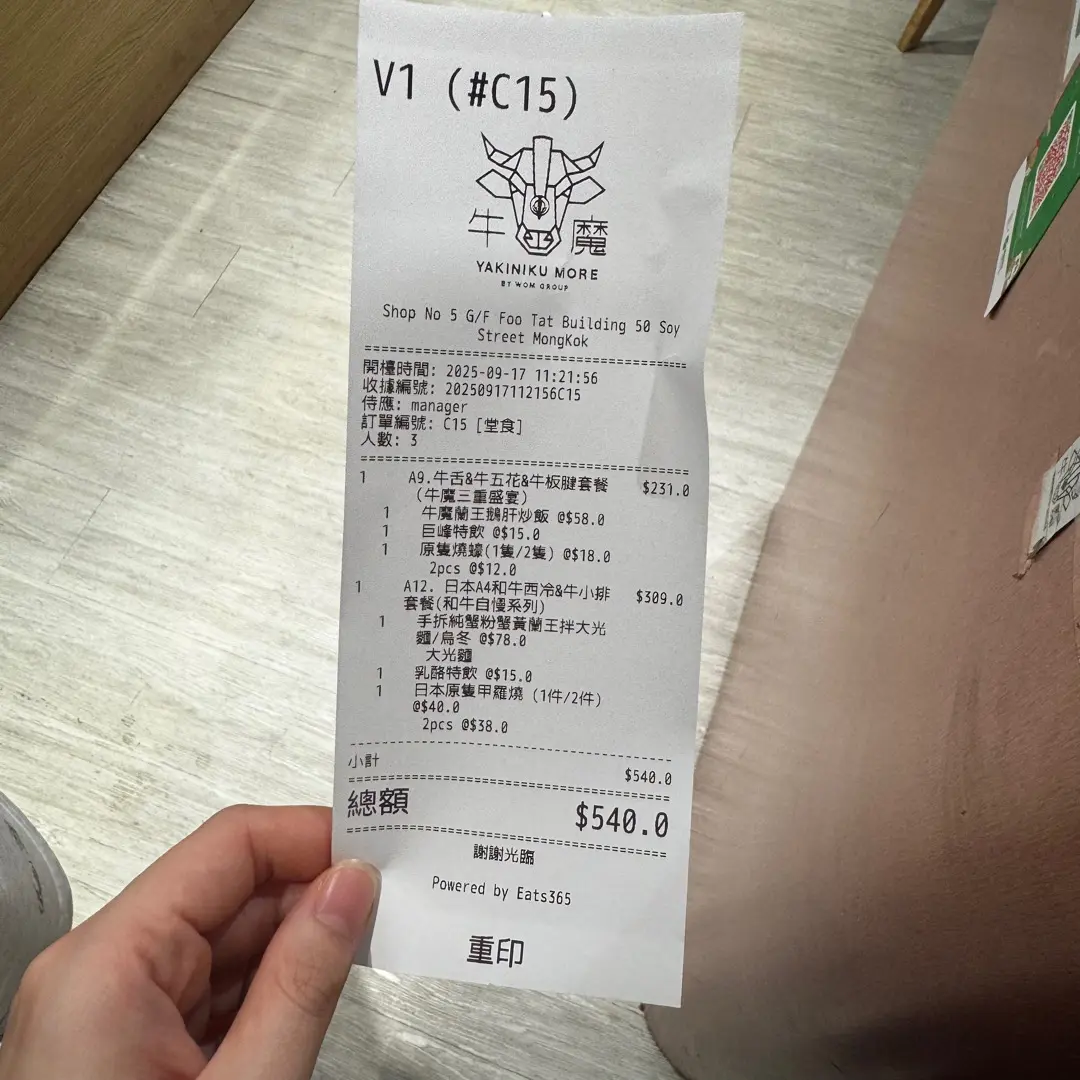 V1 (#C15)
牛魔
YAKINIKU MORE
BY WOM GROUP
Shop No 5 G/F Foo Tat Building 50 Soy
Street MongKok
開檯時間: 2025-09-17 11:21:56
收據編號: 20250917112156C15
侍應: manager
訂單編號: C15 [堂食]
人數: 3
1 A9.牛舌&牛五花&牛板腱套餐 $231.0
(牛魔三重盛宴)
1 牛魔蘭王鵝肝炒飯 @$58.0
1 巨峰特飲 @$15.0
1 原隻燒蠔(1隻/2隻) @$18.0
2pcs @$12.0
1 A12. 日本A4和牛西冷&牛小排 $309.0
套餐(和牛自慢系列)
1 手拆純蟹粉蟹黃蘭王拌大光
麵/烏冬 @$78.0
大光麵
1 乳酪特飲 @$15.0
1 日本原隻甲羅燒 (1件/2件)
@$40.0
2pcs @$38.0
小計 $540.0
總額 $540.0
謝謝光臨
Powered by Eats365
重印